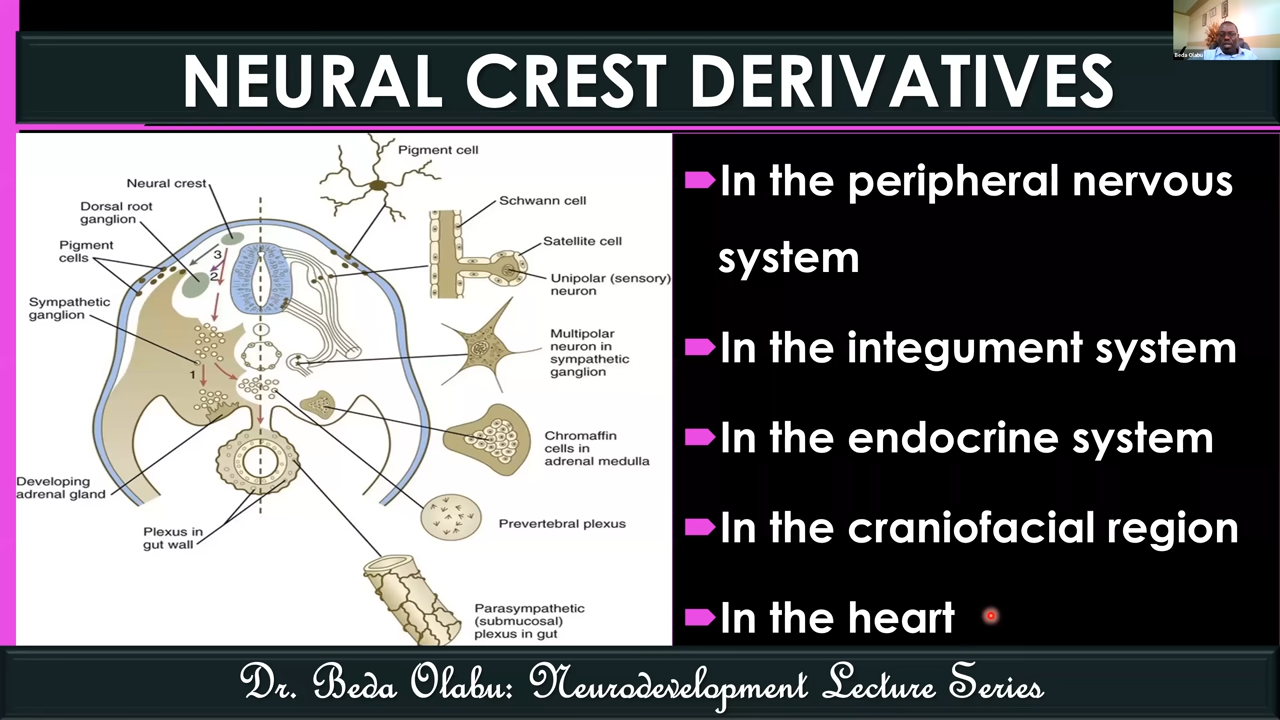 Beda Olabu
NEURAL CREST DERIVATIVES
Pigment cell
Neural crest
Dorsal root
ganglion
Pigment
cells
Sympathetic
ganglion
3
2
1
Developing
adrenal gland
Plexus in
gut wall
Schwann cell
Satellite cell
Unipolar (sensory)
neuron
Multipolar
neuron in
sympathetic
ganglion
Chromaffin
cells in
adrenal medulla
Prevertebral plexus
Parasympathetic
(submucosal)
plexus in gut
In the peripheral nervous
system
In the integument system
In the endocrine system
In the craniofacial region
In the heart
Dr. Beda Olabu: Neurodevelopment Lecture Series